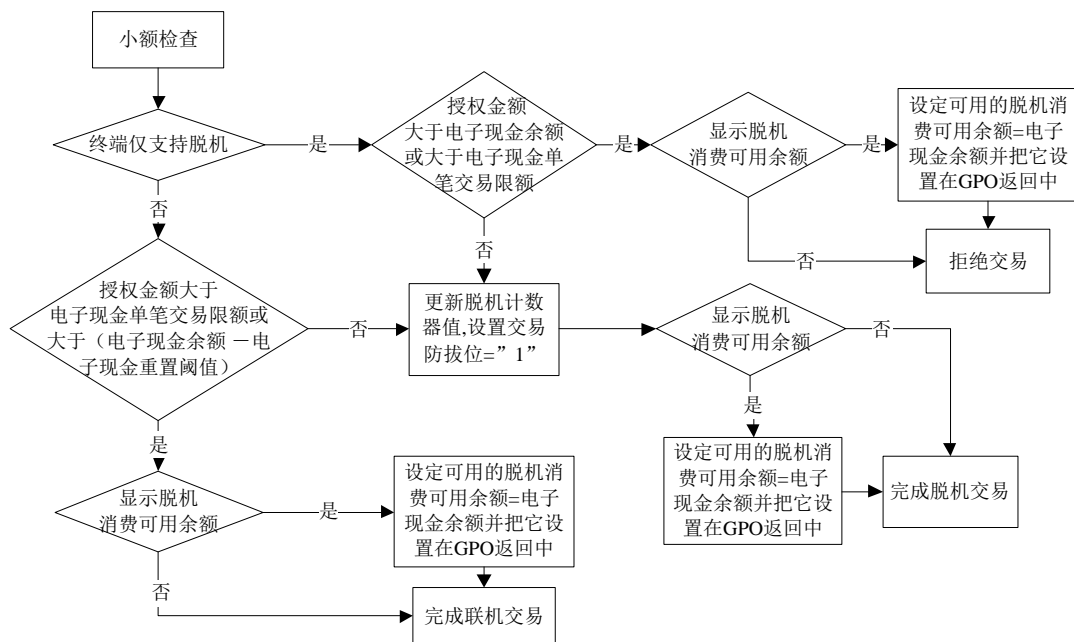 小额检查
终端仅支持脱机
是
授权金额
大于电子现金余额
或大于电子现金单
笔交易限额
是
显示脱机
消费可用余额
是
设定可用的脱机消
费可用余额=电子
现金余额并把它设
置在GPO返回中
否
否
否
拒绝交易
授权金额大于
电子现金单笔交易限额或
大于（电子现金余额－电
子现金重置阈值）
否
更新脱机计数
器值,设置交易
防拔位=”1”
显示脱机
消费可用余额
否
是
是
设定可用的脱机消
费可用余额=电子
现金余额并把它设
置在GPO返回中
完成脱机交易
显示脱机
消费可用余额
是
设定可用的脱机消
费可用余额=电子
现金余额并把它设
置在GPO返回中
否
完成联机交易